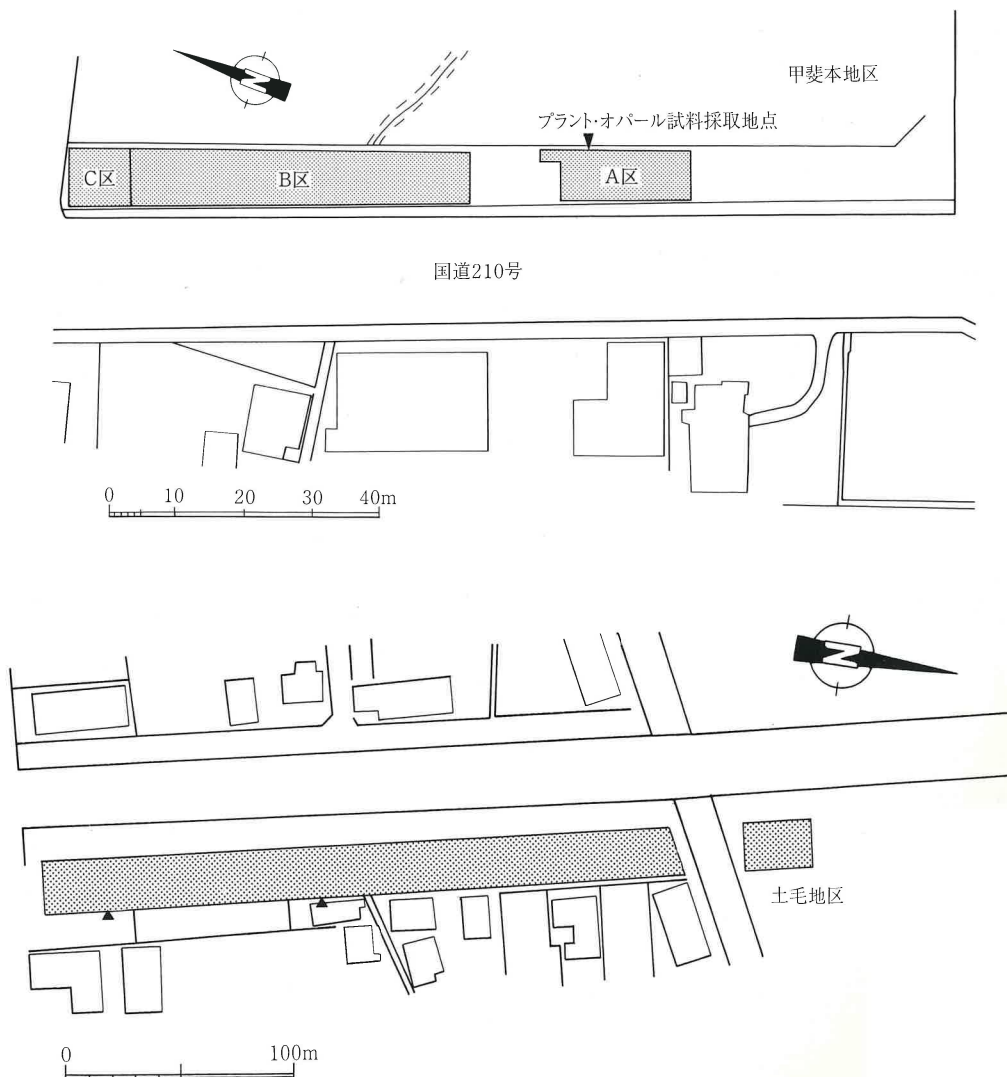 N
甲斐本地区
プラント・オパール試料採取地点
C区
B区
A区
国道210号
0 10 20 30 40m
N
土毛地区
0 100m